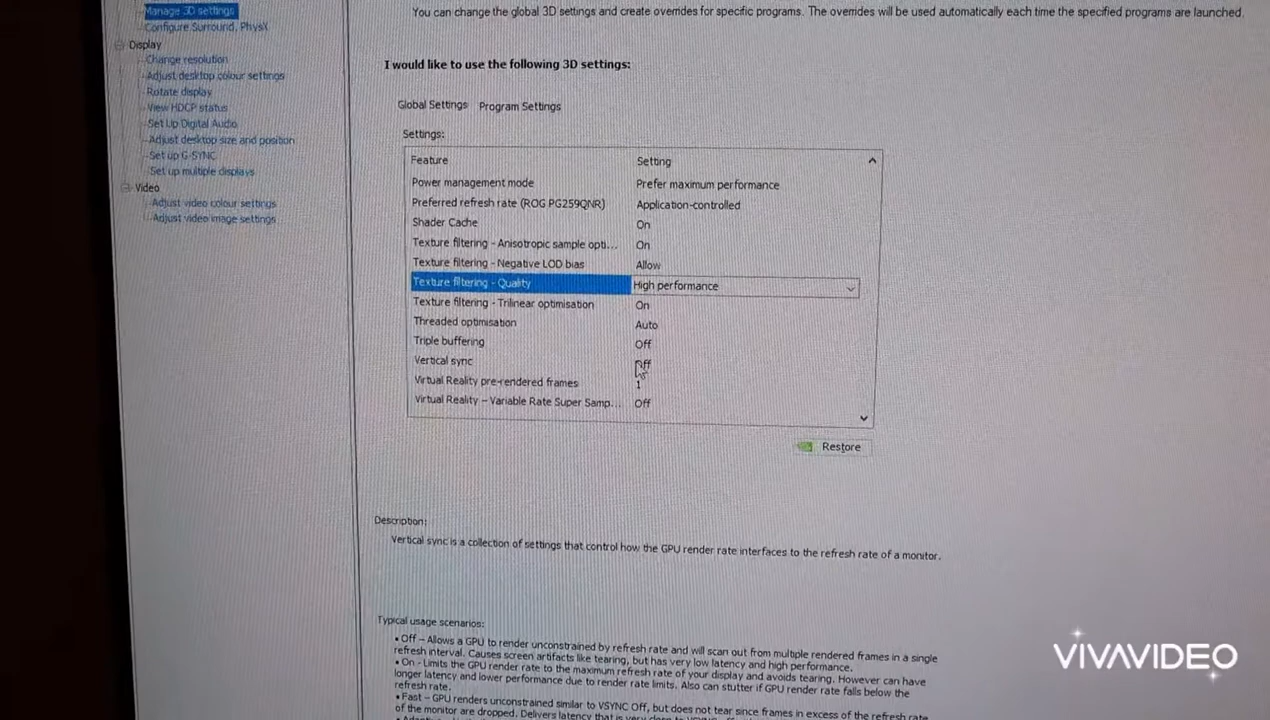 Manage 3D settings
Configure Surround, PhysX
Display
Change resolution
Adjust desktop colour settings
Rotate display
View HDCP status
Set Up Digital Audio
Adjust desktop size and position
Set up G-SYNC
Set up multiple displays
Video
Adjust video colour settings
Adjust video image settings
You can change the global 3D settings and create overrides for specific programs. The overrides will be used automatically each time the specified programs are launched.
I would like to use the following 3D settings:
Global Settings Program Settings
Settings:
Feature Setting
Power management mode Prefer maximum performance
Preferred refresh rate (ROG PG259QNR) Application-controlled
Shader Cache On
Texture filtering - Anisotropic sample opti... On
Texture filtering - Negative LOD bias Allow
Texture filtering - Quality High performance
Texture filtering - Trilinear optimisation On
Threaded optimisation Auto
Triple buffering Off
Vertical sync Off
Virtual Reality pre-rendered frames 1
Virtual Reality – Variable Rate Super Samp... Off
Restore
Description:
Vertical sync is a collection of settings that control how the GPU render rate interfaces to the refresh rate of a monitor.
Typical usage scenarios:
• Off – Allows a GPU to render unconstrained by refresh rate and will scan out from multiple rendered frames in a single
refresh interval. Causes screen artifacts like tearing, but has very low latency and high performance.
• On - Limits the GPU render rate to the maximum refresh rate of your display and avoids tearing. However can have
longer latency and lower performance due to render rate limits. Also can stutter if GPU render rate falls below the
refresh rate.
• Fast – GPU renders unconstrained similar to VSYNC Off, but does not tear since frames in excess of the refresh rate
of the monitor are dropped. Delivers latency that is very close to VSYNC
VIVAVIDEO